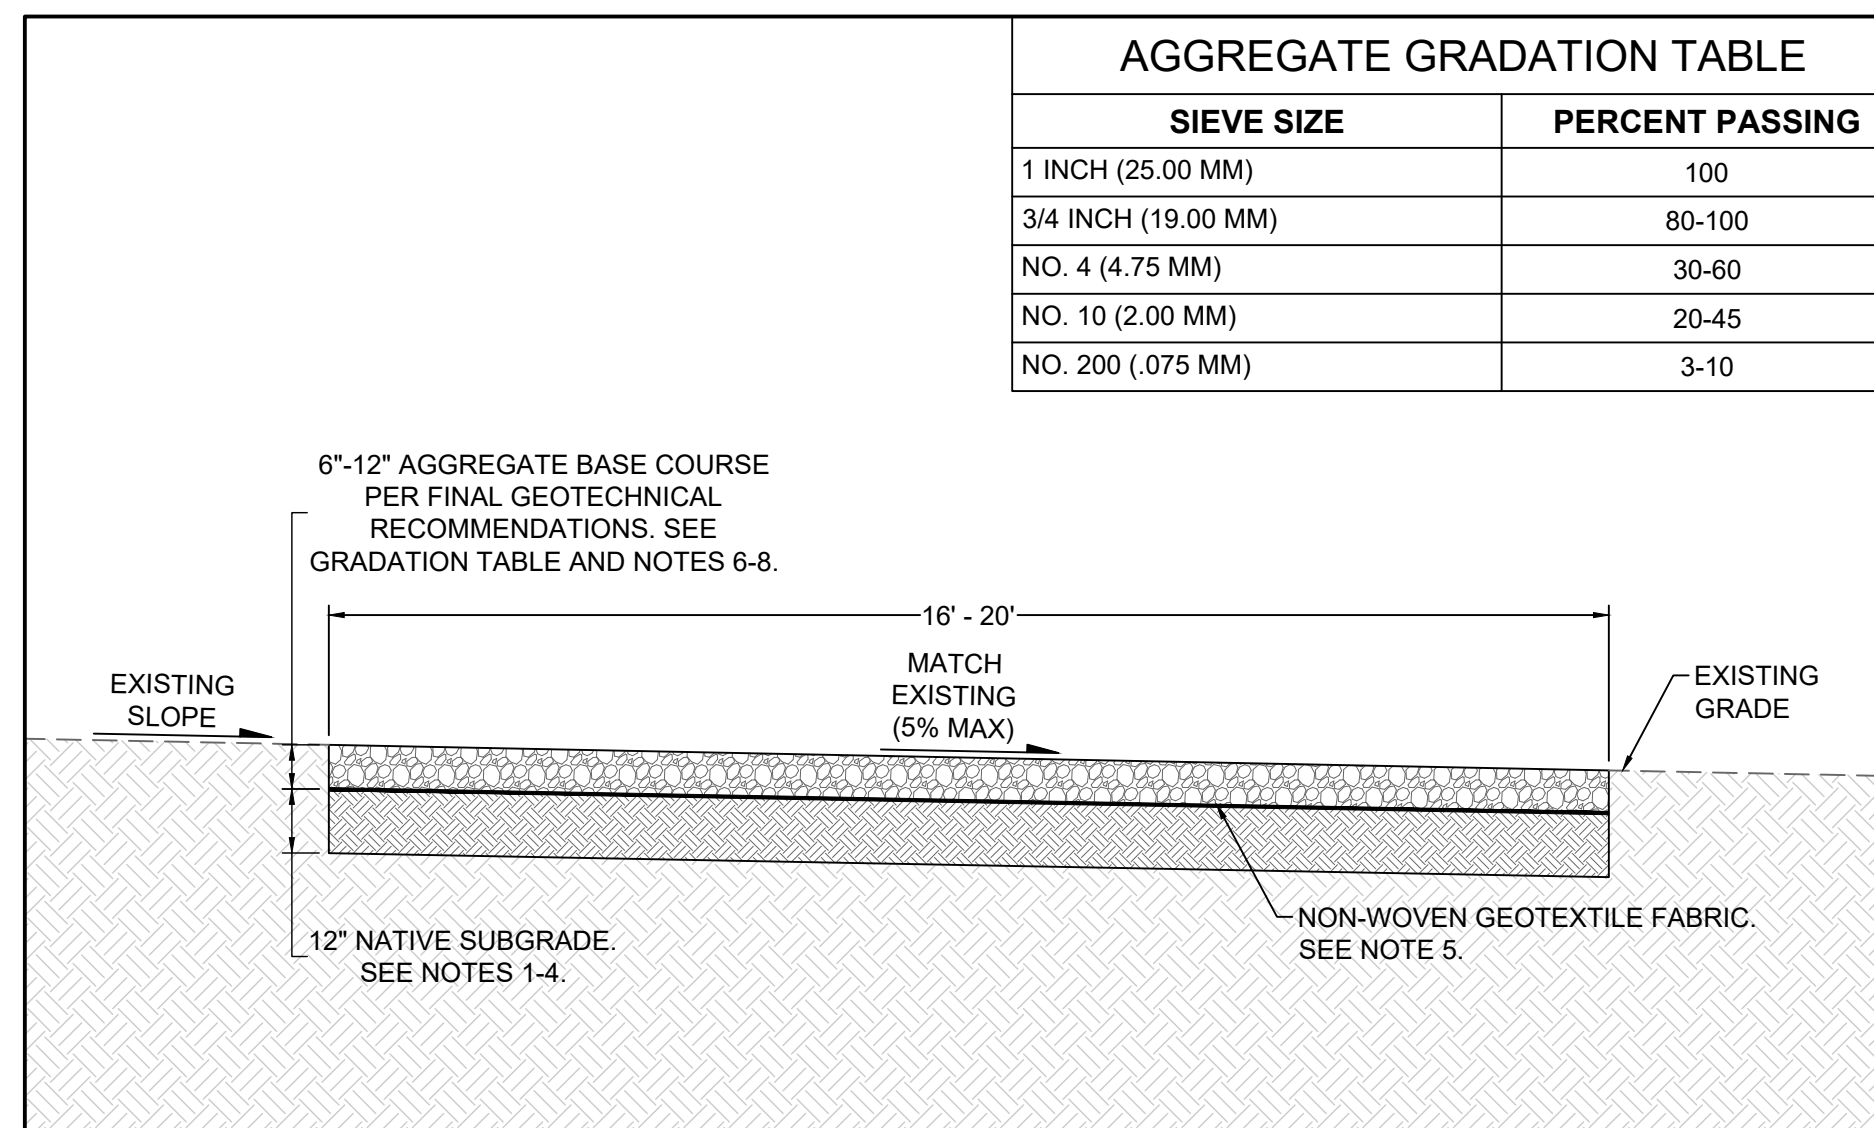 AGGREGATE GRADATION TABLE
SIEVE SIZE PERCENT PASSING
1 INCH (25.00 MM) 100
3/4 INCH (19.00 MM) 80-100
NO. 4 (4.75 MM) 30-60
NO. 10 (2.00 MM) 20-45
NO. 200 (.075 MM) 3-10
6"-12" AGGREGATE BASE COURSE
PER FINAL GEOTECHNICAL
RECOMMENDATIONS. SEE
GRADATION TABLE AND NOTES 6-8.
16' - 20'
EXISTING
SLOPE
MATCH
EXISTING
(5% MAX)
EXISTING
GRADE
12" NATIVE SUBGRADE.
SEE NOTES 1-4.
NON-WOVEN GEOTEXTILE FABRIC.
SEE NOTE 5.